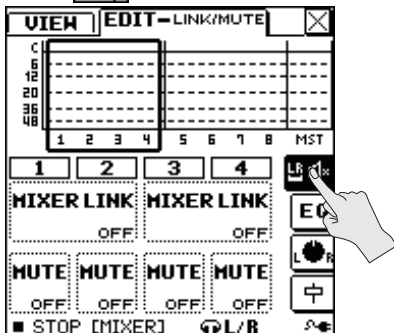 VIEW EDIT-LINK/MUTE
C
6
12
20
36
48
1 2 3 4 5 6 7 8 MST
1 2 3 4 LR
MIXER LINK MIXER LINK EQ
OFF OFF
L R
MUTE MUTE MUTE MUTE
OFF OFF OFF OFF
STOP [MIXER] L/R